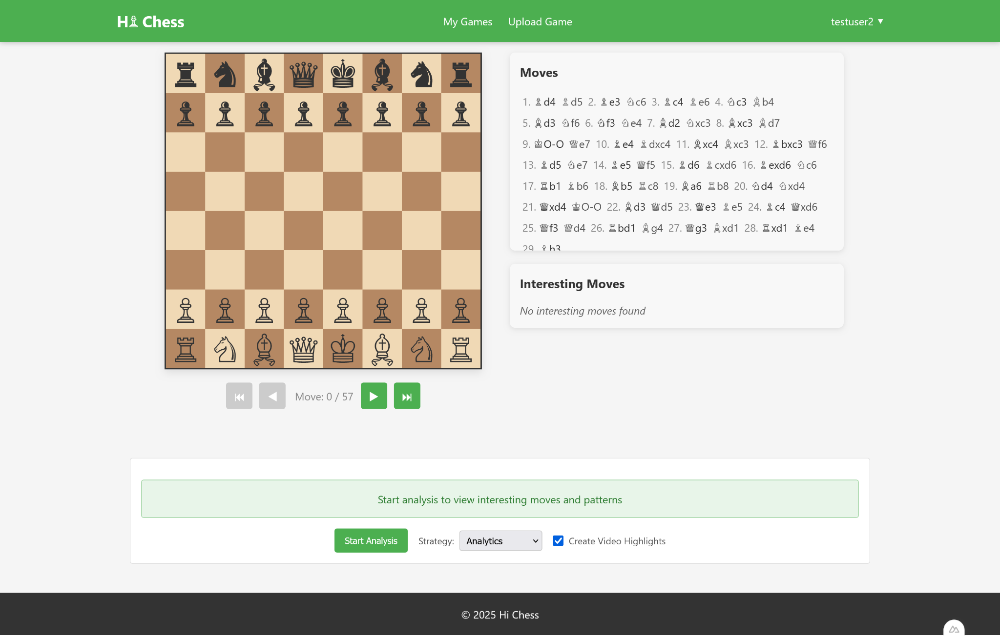 H♗ Chess
My Games
Upload Game
testuser2 ▼
Moves
1. ♗d4 ♗d5 2. ♗e3 ♘c6 3. ♗c4 ♗e6 4. ♘c3 ♗b4
5. ♗d3 ♘f6 6. ♘f3 ♘e4 7. ♗d2 ♘xc3 8. ♗xc3 ♗d7
9. ♔O-O ♕e7 10. ♗e4 ♗dxc4 11. ♗xc4 ♗xc3 12. ♗bxc3 ♕f6
13. ♗d5 ♘e7 14. ♗e5 ♕f5 15. ♗d6 ♗cxd6 16. ♗exd6 ♘c6
17. ♖b1 ♗b6 18. ♗b5 ♖c8 19. ♗a6 ♖b8 20. ♘d4 ♘xd4
21. ♕xd4 ♔O-O 22. ♗d3 ♕d5 23. ♕e3 ♗e5 24. ♗c4 ♕xd6
25. ♕f3 ♕d4 26. ♖bd1 ♗g4 27. ♕g3 ♗xd1 28. ♖xd1 ♗e4
29. ♗h3
Interesting Moves
No interesting moves found
Move: 0 / 57
Start analysis to view interesting moves and patterns
Start Analysis
Strategy:
Analytics
Create Video Highlights
© 2025 Hi Chess